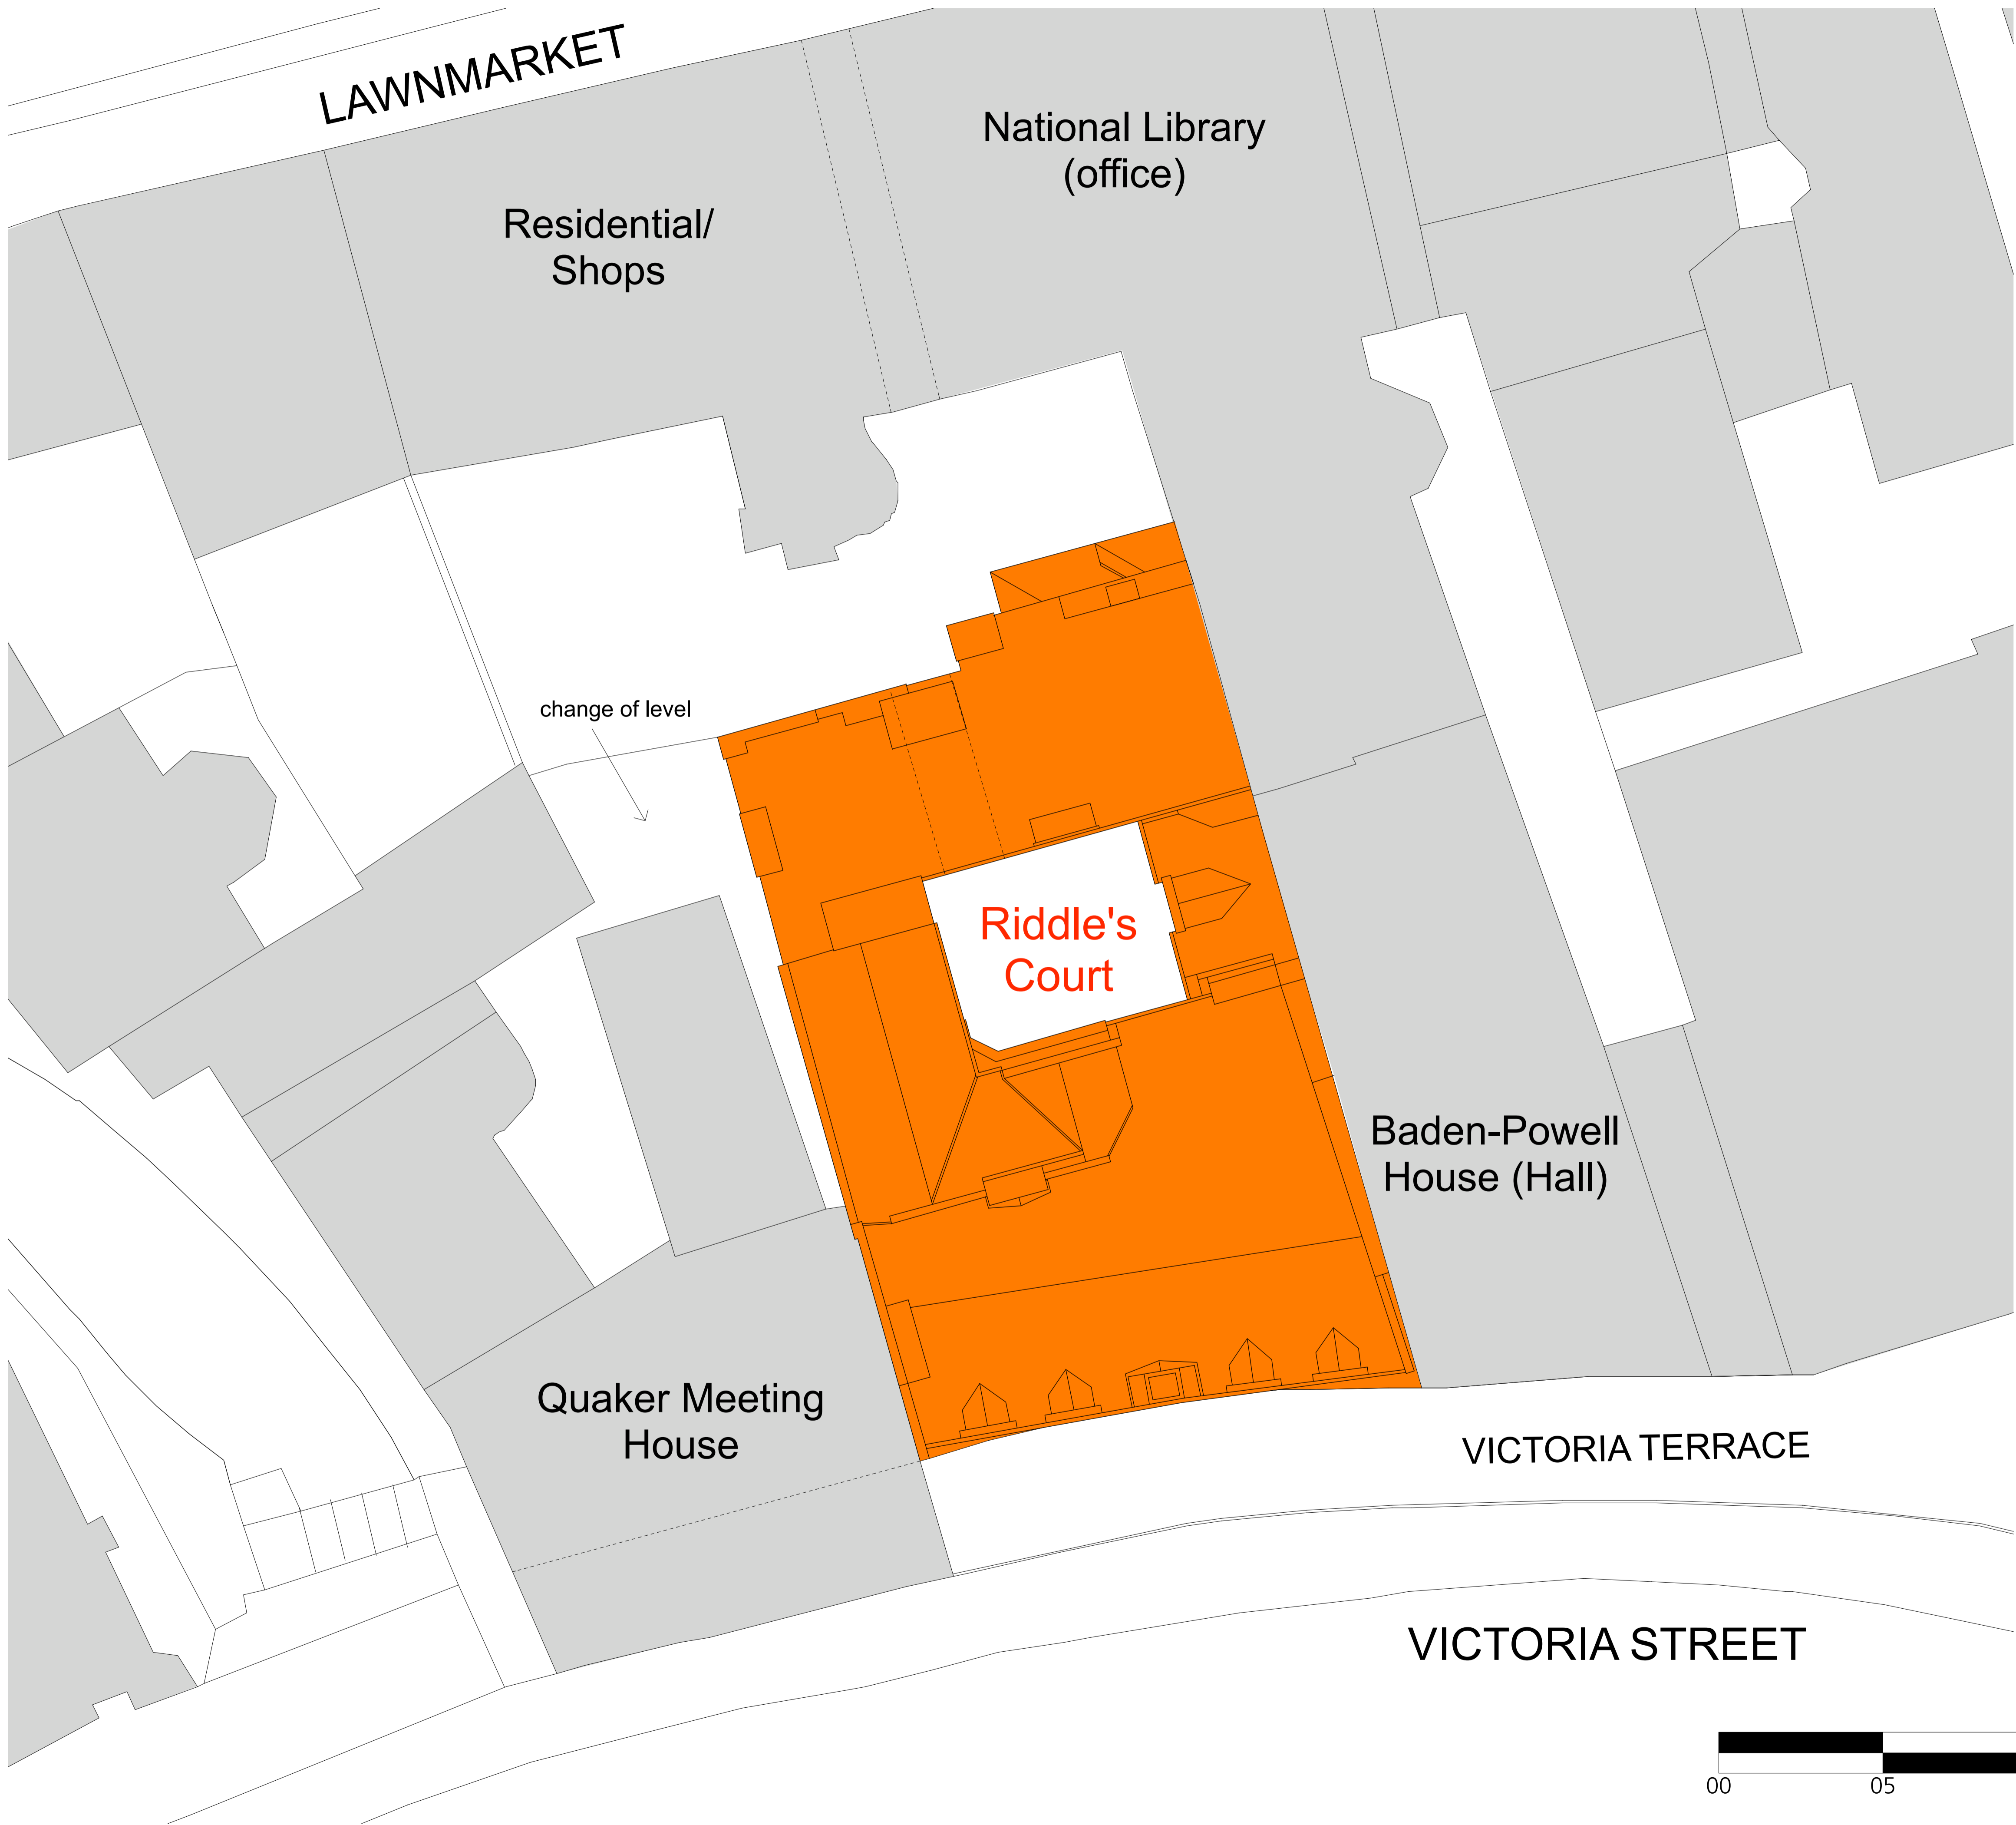 LAWNMARKET
National Library
(office)
Residential/
Shops
change of level
Riddle's
Court
Baden-Powell
House (Hall)
Quaker Meeting
House
VICTORIA TERRACE
VICTORIA STREET
00 05